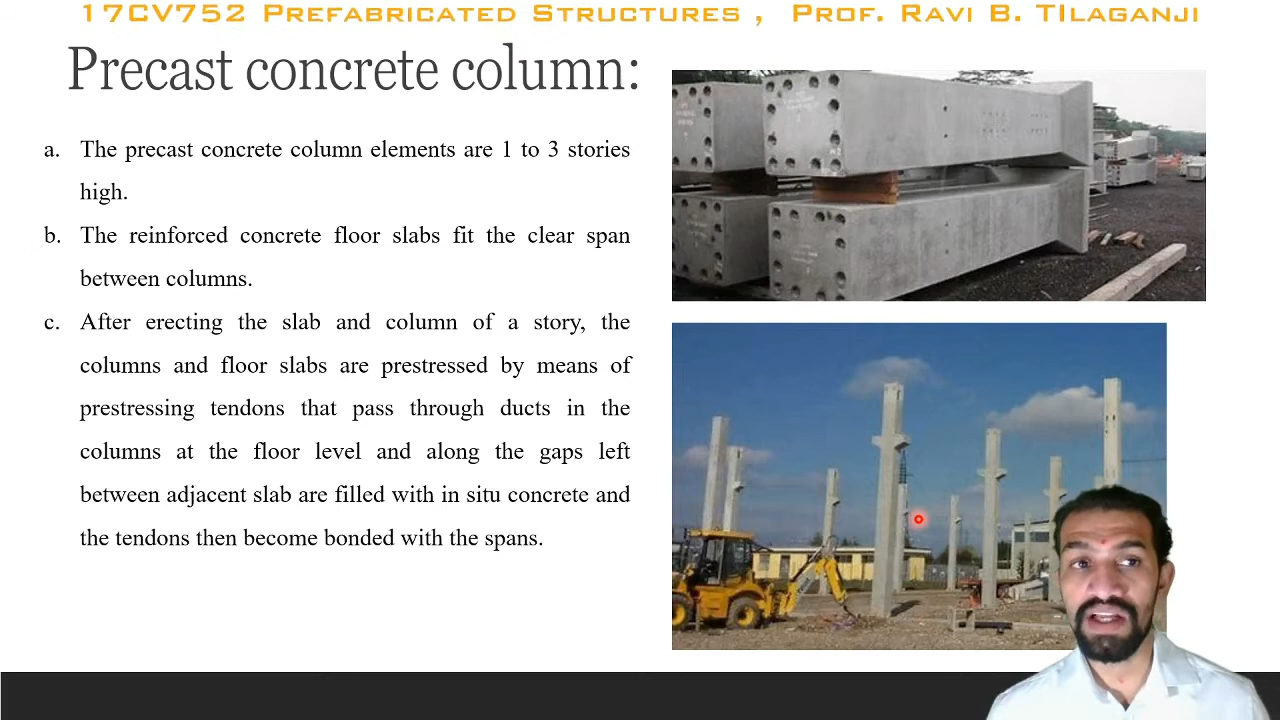 17CV752 Prefabricated Structures , Prof. Ravi B. Tilaganji
Precast concrete column:
a. The precast concrete column elements are 1 to 3 stories
high.
b. The reinforced concrete floor slabs fit the clear span
between columns.
c. After erecting the slab and column of a story, the
columns and floor slabs are prestressed by means of
prestressing tendons that pass through ducts in the
columns at the floor level and along the gaps left
between adjacent slab are filled with in situ concrete and
the tendons then become bonded with the spans.